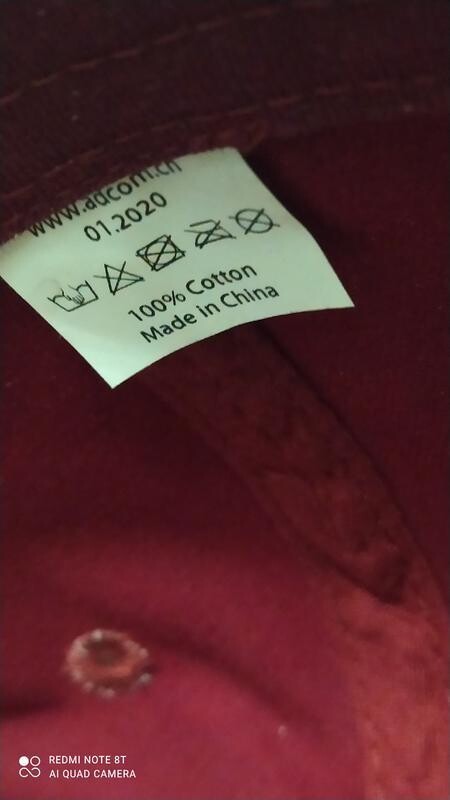 www.adcom.ch
01.2020
100% Cotton
Made in China
REDMI NOTE 8T
AI QUAD CAMERA